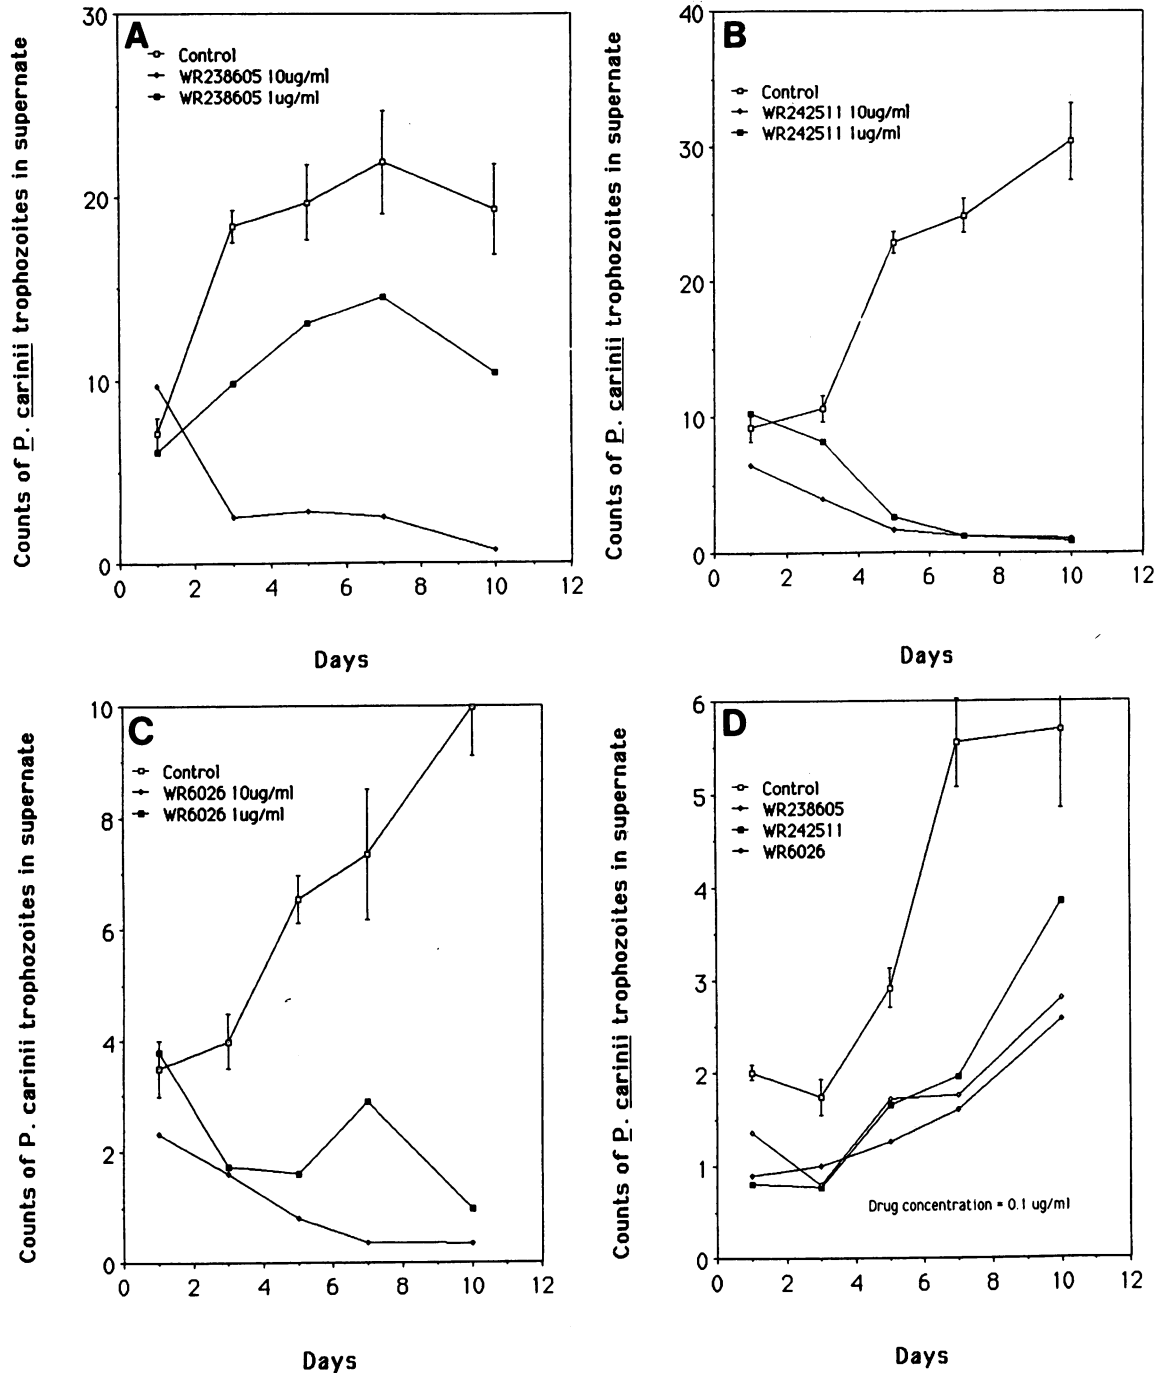 A
Control
WR238605 10ug/ml
WR238605 1ug/ml
Counts of P. carinii trophozoites in supernate
30
20
10
0
0 2 4 6 8 10 12
Days
B
Control
WR242511 10ug/ml
WR242511 1ug/ml
Counts of P. carinii trophozoites in supernate
40
30
20
10
0
0 2 4 6 8 10 12
Days
C
Control
WR6026 10ug/ml
WR6026 1ug/ml
Counts of P. carinii trophozoites in supernate
10
8
6
4
2
0
0 2 4 6 8 10 12
Days
D
Control
WR238605
WR242511
WR6026
Counts of P. carinii trophozoites in supernate
6
5
4
3
2
1
0
Drug concentration = 0.1 ug/ml
0 2 4 6 8 10 12
Days